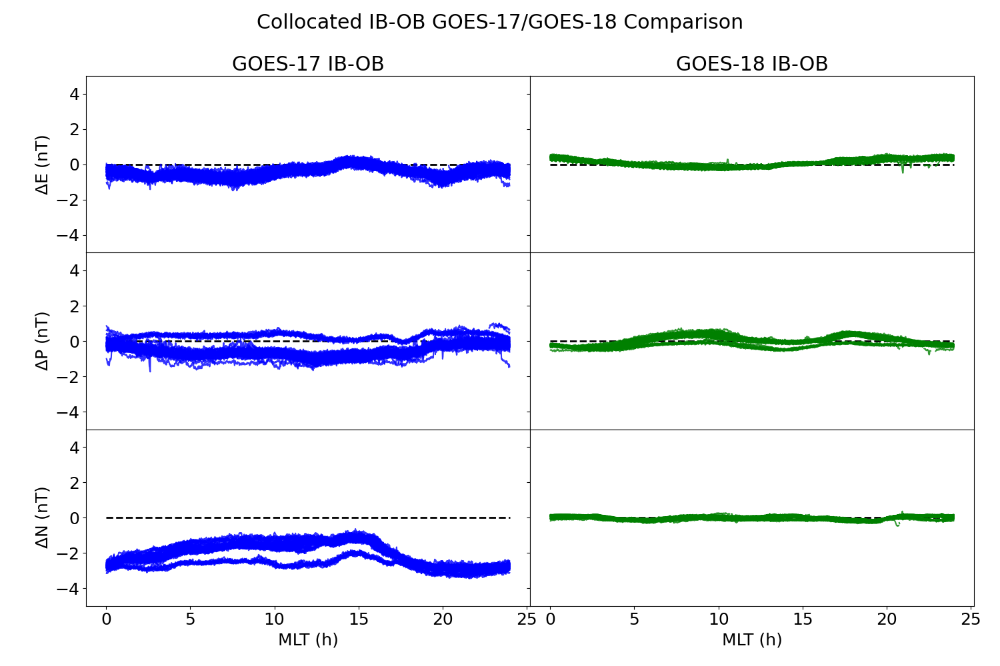 Collocated IB-OB GOES-17/GOES-18 Comparison
GOES-17 IB-OB
GOES-18 IB-OB
ΔE (nT)
4
2
0
−2
−4
ΔP (nT)
4
2
0
−2
−4
ΔN (nT)
4
2
0
−2
−4
0 5 10 15 20 25
0 5 10 15 20 25
MLT (h)
MLT (h)